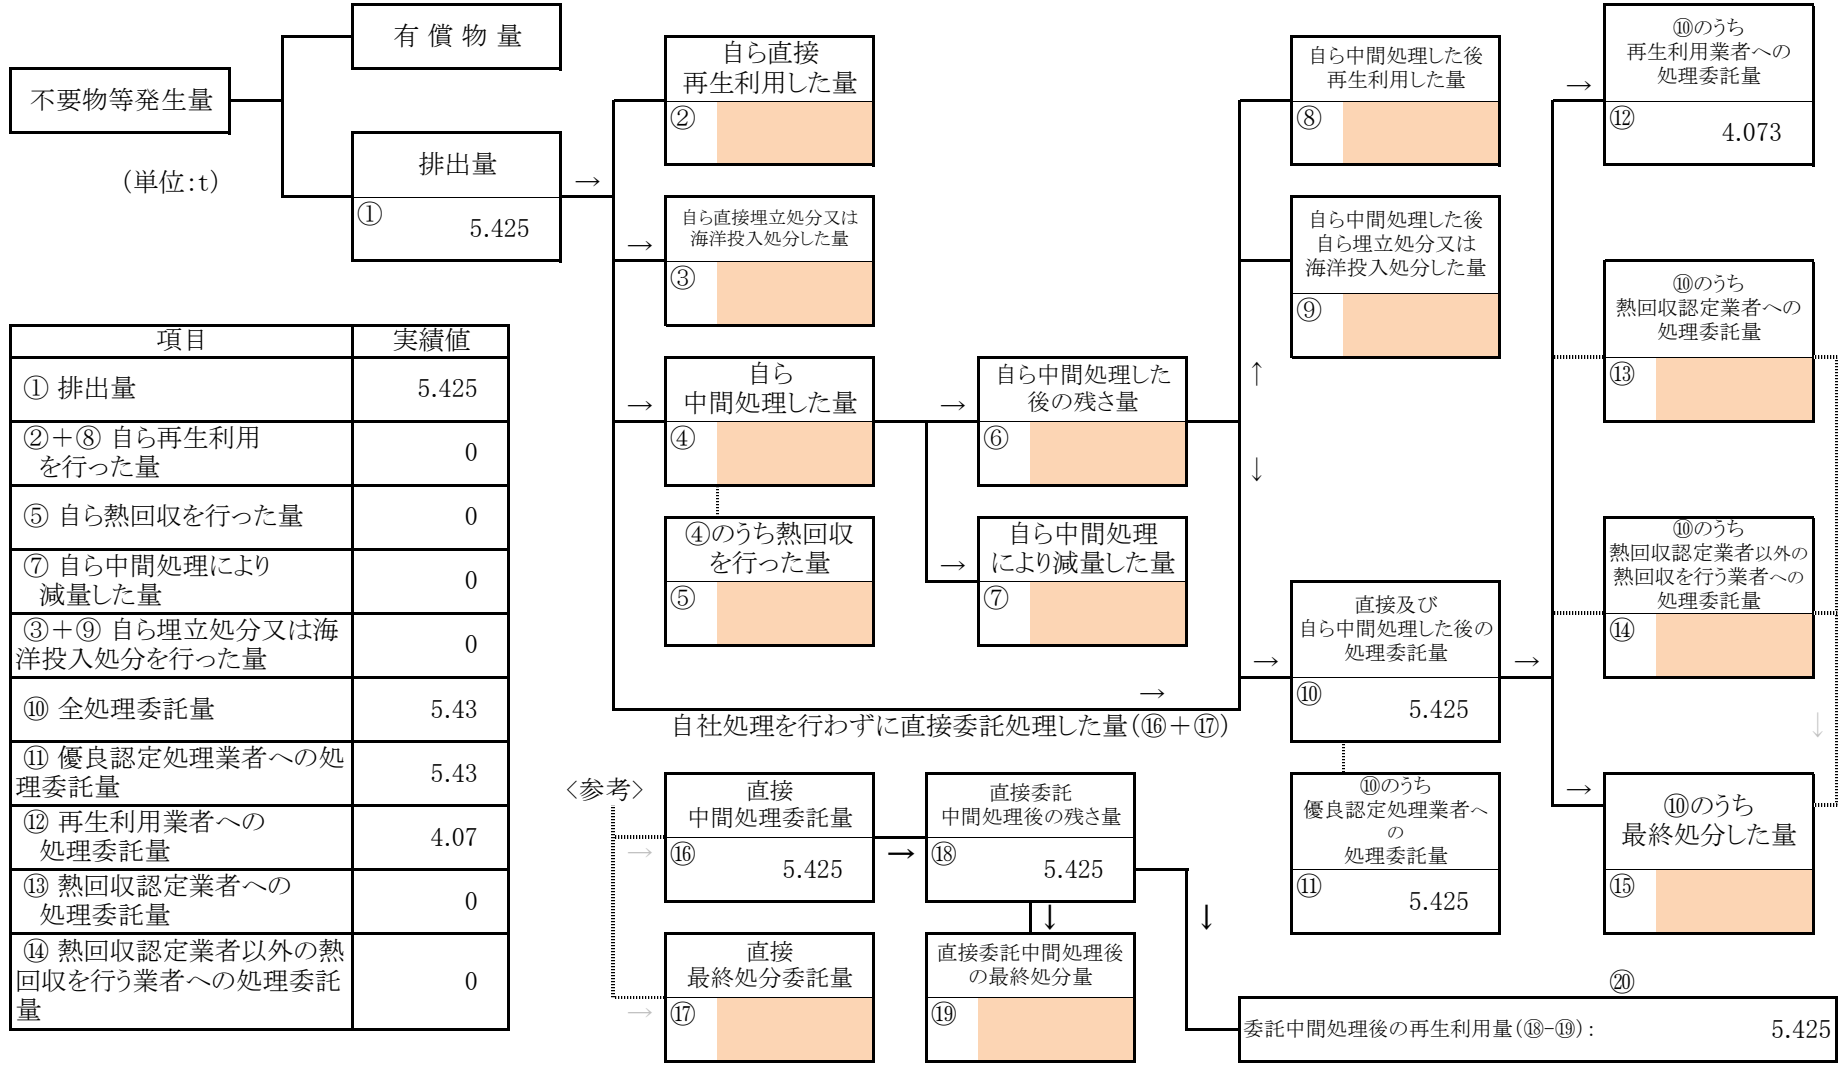 有 償 物 量
不要物等発生量
(単位:t)
排出量
①
5.425
→
自ら直接
再生利用した量
②
自ら直接埋立処分又は
海洋投入処分した量
→
③
自ら
中間処理した量
→
④
④のうち熱回収
を行った量
⑤
自ら中間処理した
後の残さ量
→
⑥
自ら中間処理
により減量した量
→
⑦
自ら中間処理した後
再生利用した量
⑧
自ら中間処理した後
自ら埋立処分又は
海洋投入処分した量
⑨
↑
↓
→
自社処理を行わずに直接委託処理した量(⑯+⑰)
直接及び
自ら中間処理した後の
処理委託量
→
⑩
5.425
→
⑩のうち
優良認定処理業者へ
の
処理委託量
⑪
5.425
⑩のうち
再生利用業者への
処理委託量
→
⑫
4.073
⑩のうち
熱回収認定業者への
処理委託量
⑬
⑩のうち
熱回収認定業者以外の
熱回収を行う業者への
処理委託量
⑭
↓
→
⑩のうち
最終処分した量
⑮
項目 実績値
① 排出量 5.425
②+⑧ 自ら再生利用
を行った量 0
⑤ 自ら熱回収を行った量 0
⑦ 自ら中間処理により
減量した量 0
③+⑨ 自ら埋立処分又は海
洋投入処分を行った量 0
⑩ 全処理委託量 5.43
⑪ 優良認定処理業者への処
理委託量 5.43
⑫ 再生利用業者への
処理委託量 4.07
⑬ 熱回収認定業者への
処理委託量 0
⑭ 熱回収認定業者以外の熱
回収を行う業者への処理委託
量 0
<参考>
直接
中間処理委託量
→
⑯
5.425
→
直接委託
中間処理後の残さ量
⑱
5.425
↓
↓
直接
最終処分委託量
→
⑰
直接委託中間処理後
の最終処分量
⑲
⑳
委託中間処理後の再生利用量(⑱-⑲): 5.425